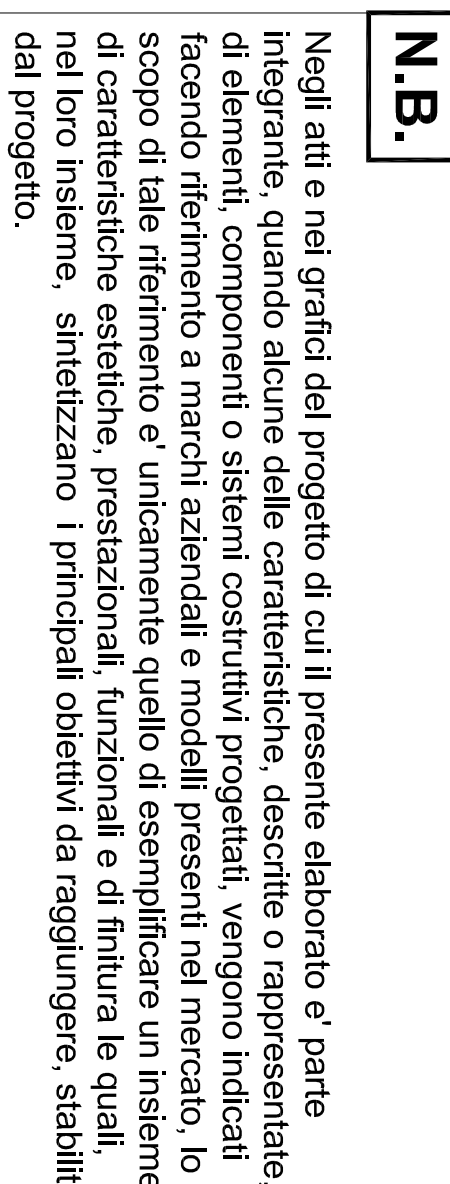 N.B.
Negli atti e nei grafici del progetto di cui il presente elaborato e' parte
integrante, quando alcune delle caratteristiche, descritte o rappresentate,
di elementi, componenti o sistemi costruttivi progettati, vengono indicati
facendo riferimento a marchi aziendali e modelli presenti nel mercato, lo
scopo di tale riferimento e' unicamente quello di esemplificare un insieme
di caratteristiche estetiche, prestazionali, funzionali e di finitura le quali,
nel loro insieme, sintetizzano i principali obiettivi da raggiungere,
dal progetto.